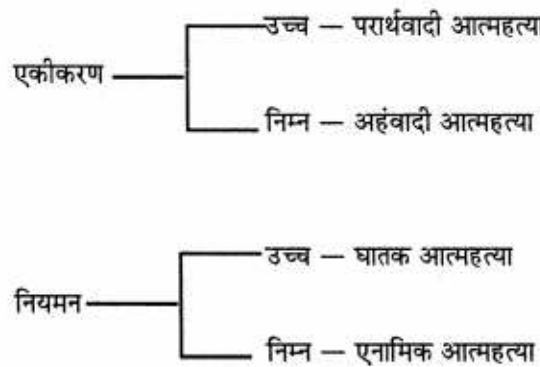 उच्च — परार्थवादी आत्महत्या
एकीकरण
निम्न — अहंवादी आत्महत्या
उच्च — घातक आत्महत्या
नियमन
निम्न — एनामिक आत्महत्या